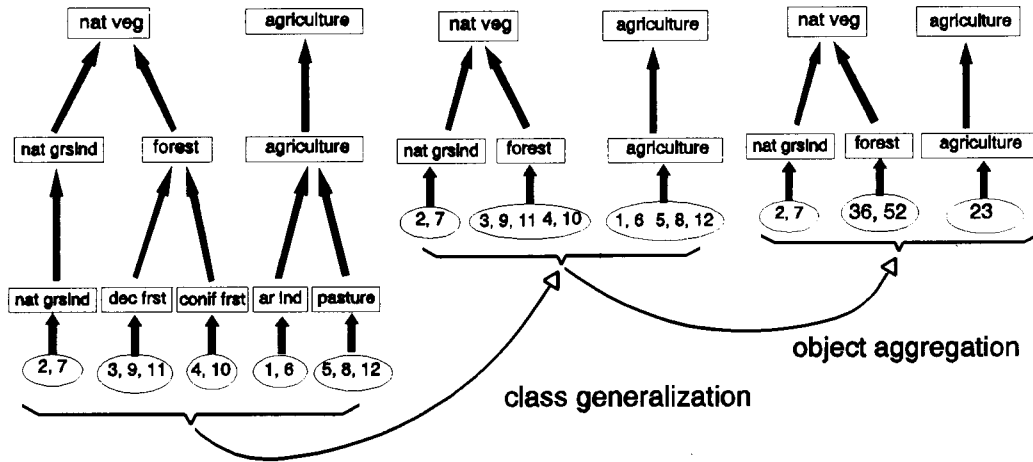 nat veg
agriculture
nat grslnd
forest
agriculture
nat grslnd
dec frst
conif frst
ar lnd
pasture
2, 7
3, 9, 11
4, 10
1, 6
5, 8, 12
nat veg
agriculture
nat grslnd
forest
agriculture
2, 7
3, 9, 11 4, 10
1, 6 5, 8, 12
nat veg
agriculture
nat grslnd
forest
agriculture
2, 7
36, 52
23
class generalization
object aggregation